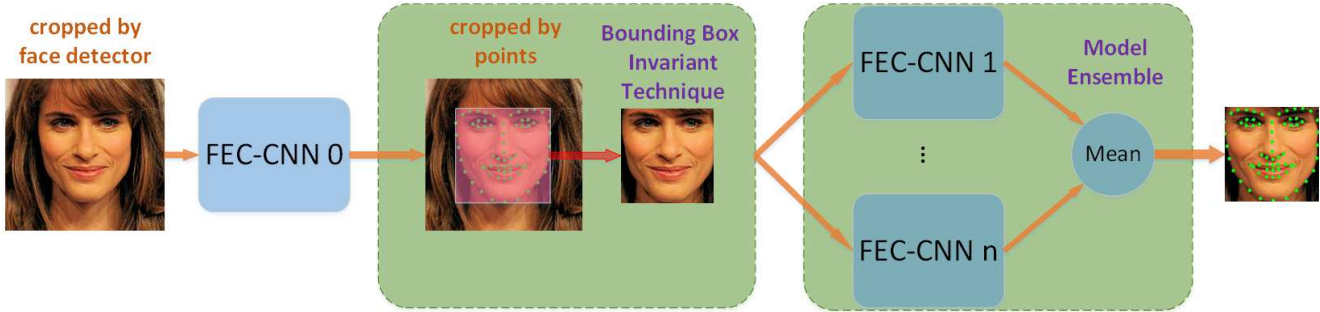 cropped by
face detector
FEC-CNN 0
cropped by
points
Bounding Box
Invariant
Technique
FEC-CNN 1
...
FEC-CNN n
Model
Ensemble
Mean